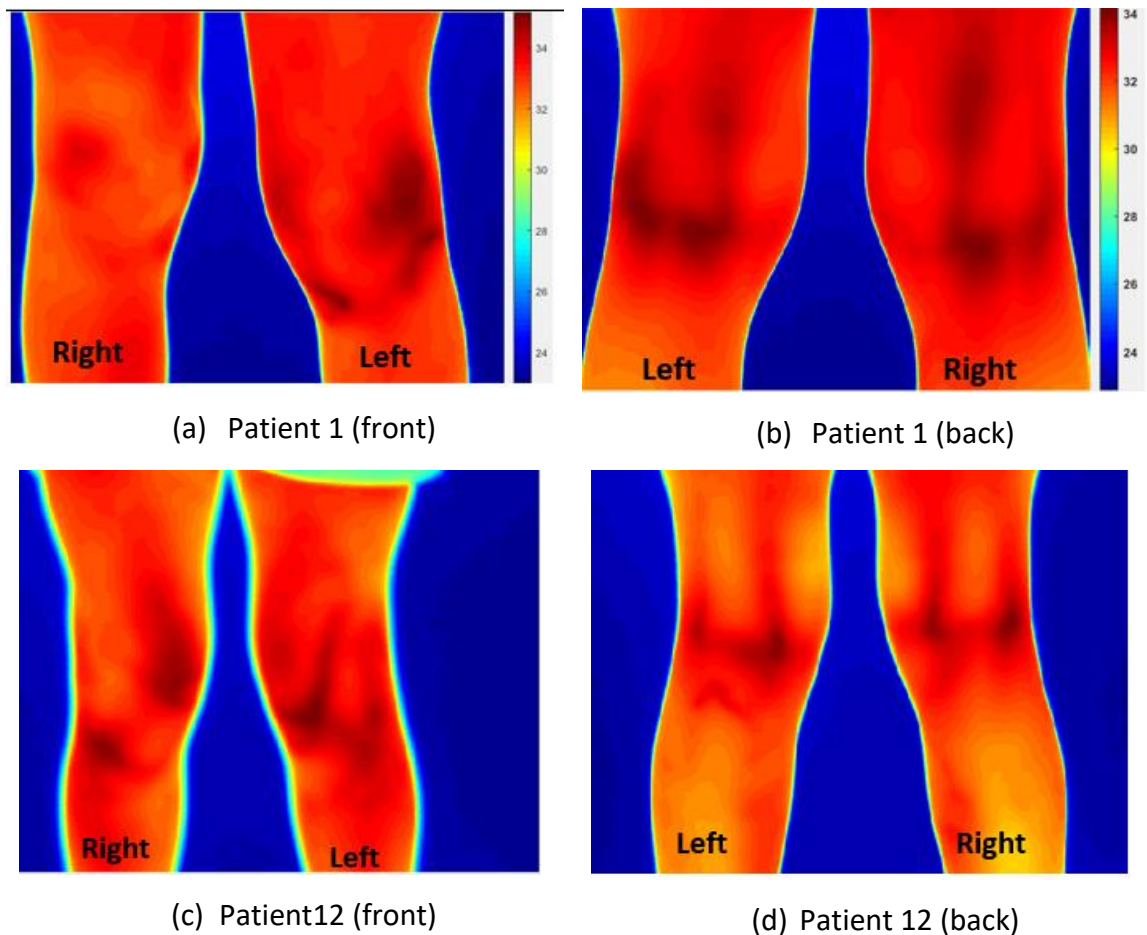 34
32
30
28
26
24
Right
Left
(a) Patient 1 (front)
34
32
30
28
26
24
Left
Right
(b) Patient 1 (back)
Right
Left
(c) Patient12 (front)
Left
Right
(d) Patient 12 (back)